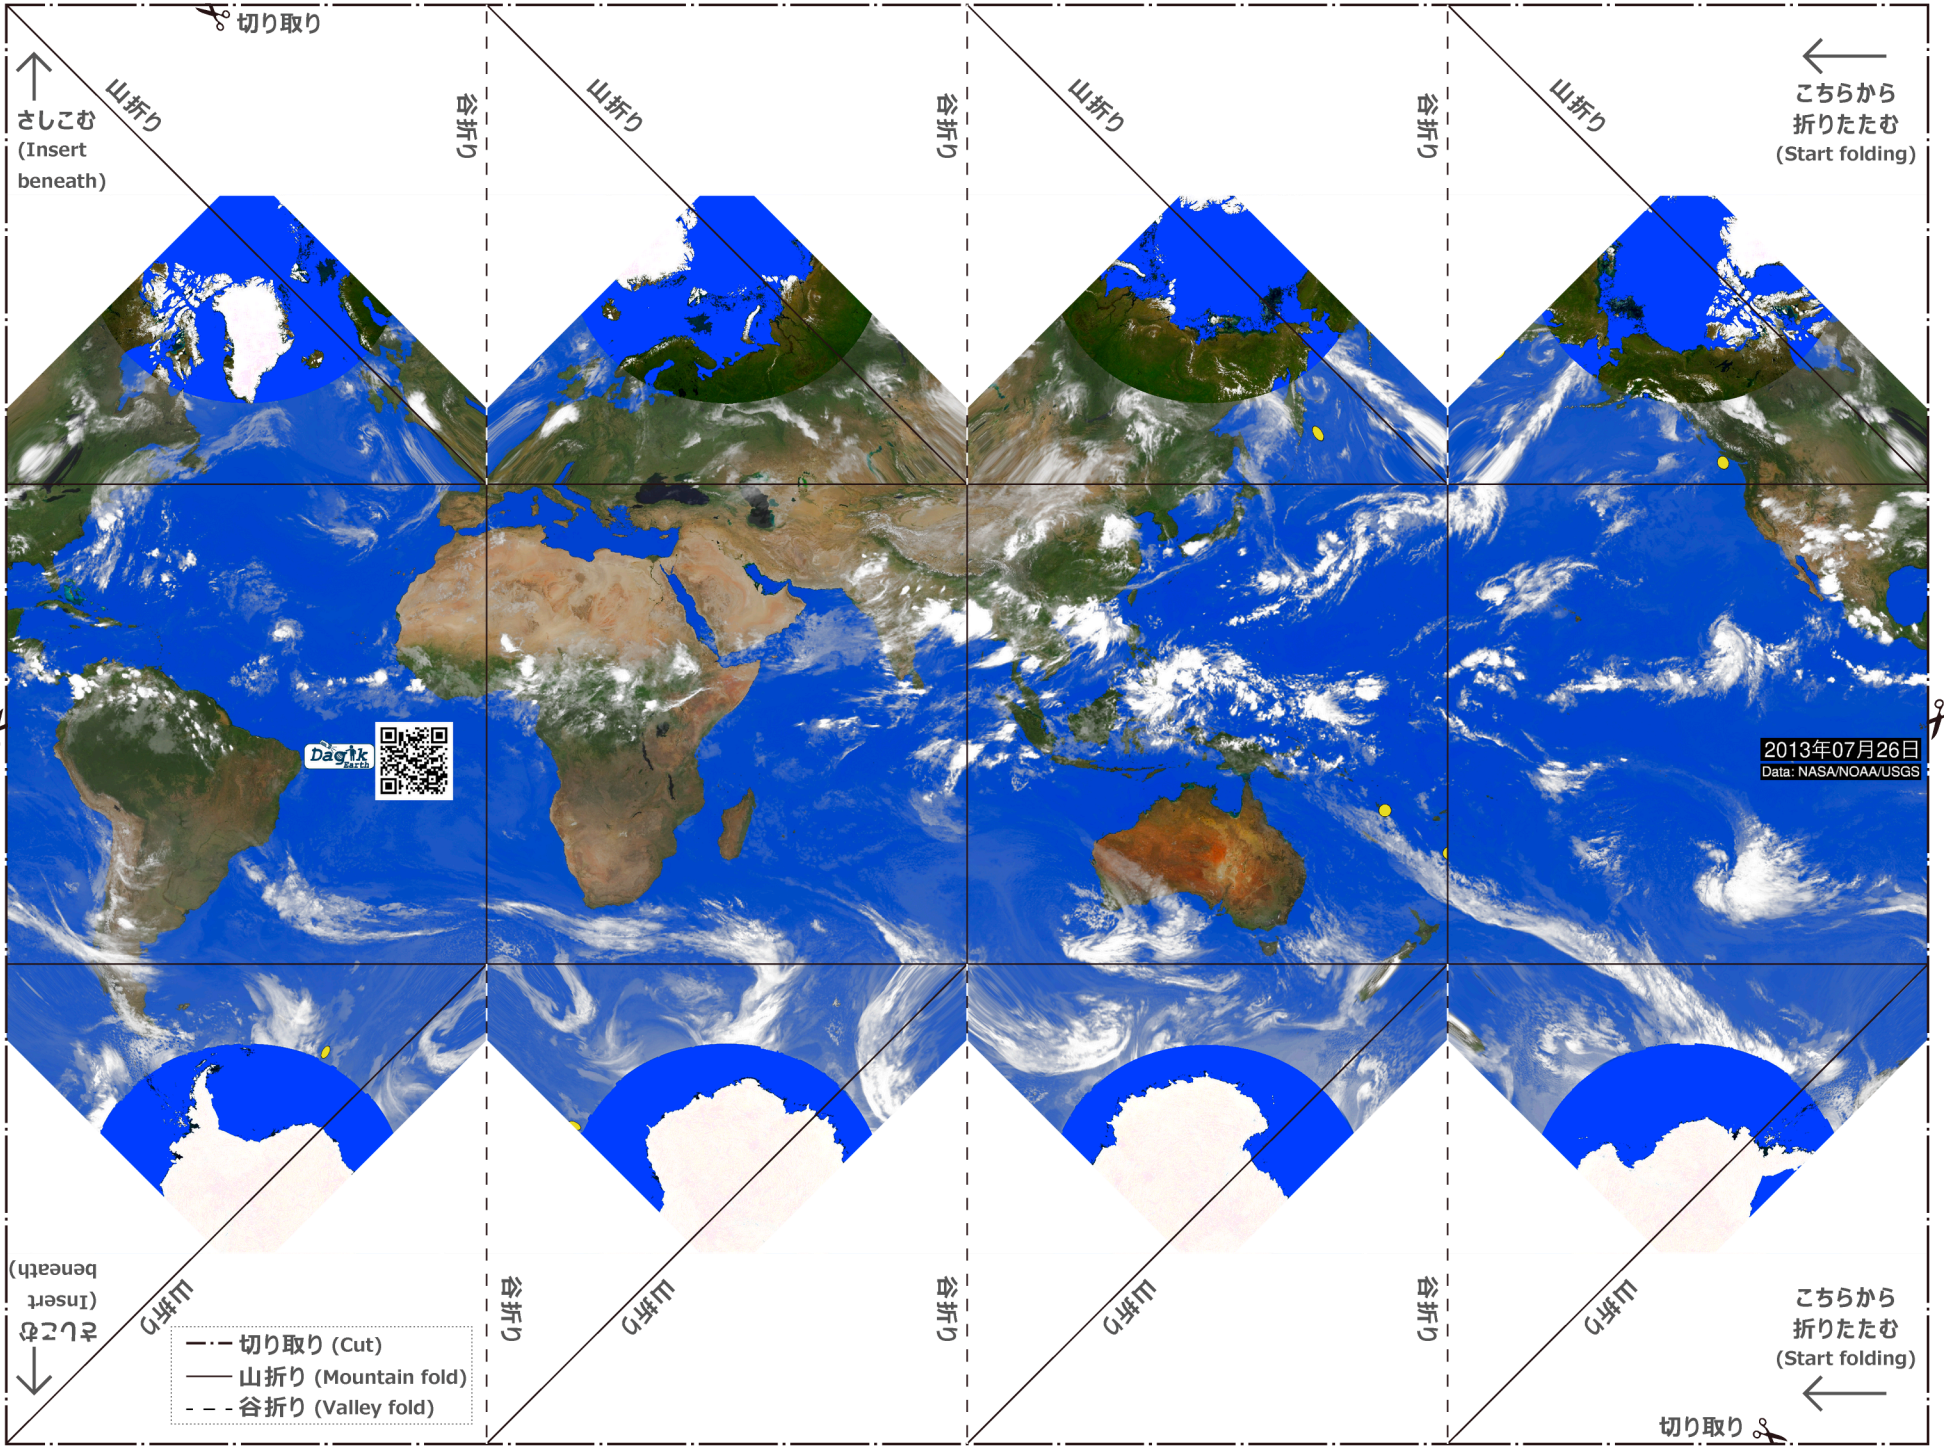 切り取り
山折り
谷折り
山折り
谷折り
山折り
谷折り
山折り
さしこむ
(Insert
beneath)
こちらから
折りたたむ
(Start folding)
Dagik
Earth
2013年07月26日
Data: NASA/NOAA/USGS
さしこむ
(Insert
beneath)
山折り
谷折り
山折り
谷折り
山折り
谷折り
山折り
こちらから
折りたたむ
(Start folding)
切り取り (Cut)
山折り (Mountain fold)
谷折り (Valley fold)
切り取り